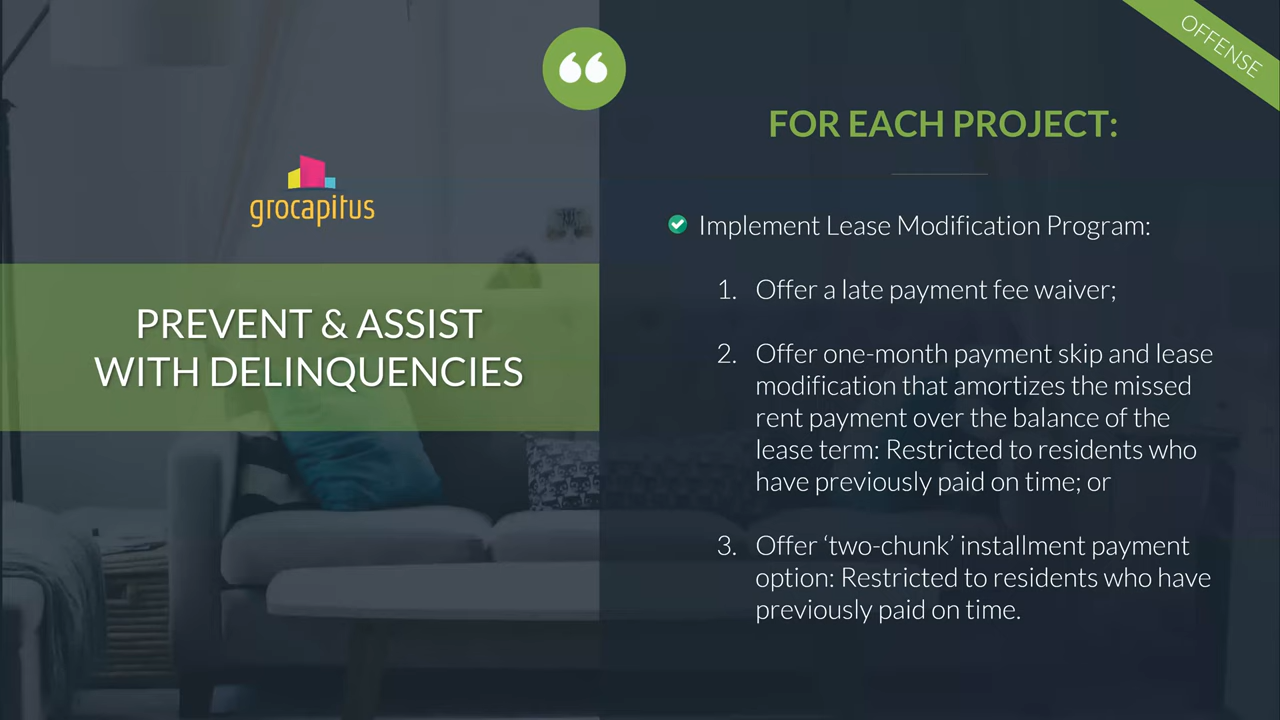 OFFENSE
grocapitus
PREVENT & ASSIST
WITH DELINQUENCIES
FOR EACH PROJECT:
Implement Lease Modification Program:
1. Offer a late payment fee waiver;
2. Offer one-month payment skip and lease
modification that amortizes the missed
rent payment over the balance of the
lease term: Restricted to residents who
have previously paid on time; or
3. Offer ‘two-chunk’ installment payment
option: Restricted to residents who have
previously paid on time.